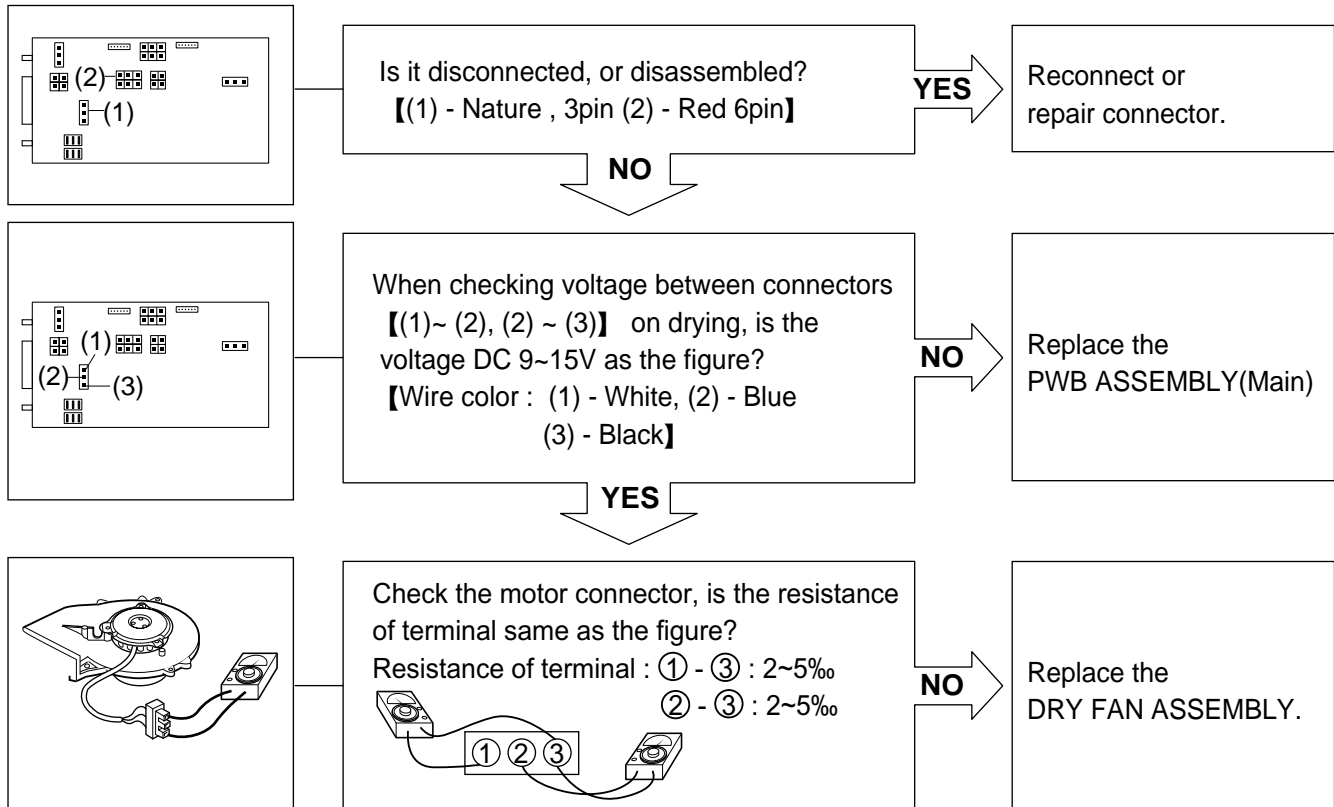 (2)
(1)
Is it disconnected, or disassembled?
【(1) - Nature , 3pin (2) - Red 6pin】
YES
Reconnect or
repair connector.
NO
(1)
(2)
(3)
When checking voltage between connectors
【(1)~ (2), (2) ~ (3)】 on drying, is the
voltage DC 9~15V as the figure?
【Wire color : (1) - White, (2) - Blue
(3) - Black】
NO
Replace the
PWB ASSEMBLY(Main)
YES
Check the motor connector, is the resistance
of terminal same as the figure?
Resistance of terminal : ① - ③ : 2~5‰
② - ③ : 2~5‰
① ② ③
NO
Replace the
DRY FAN ASSEMBLY.